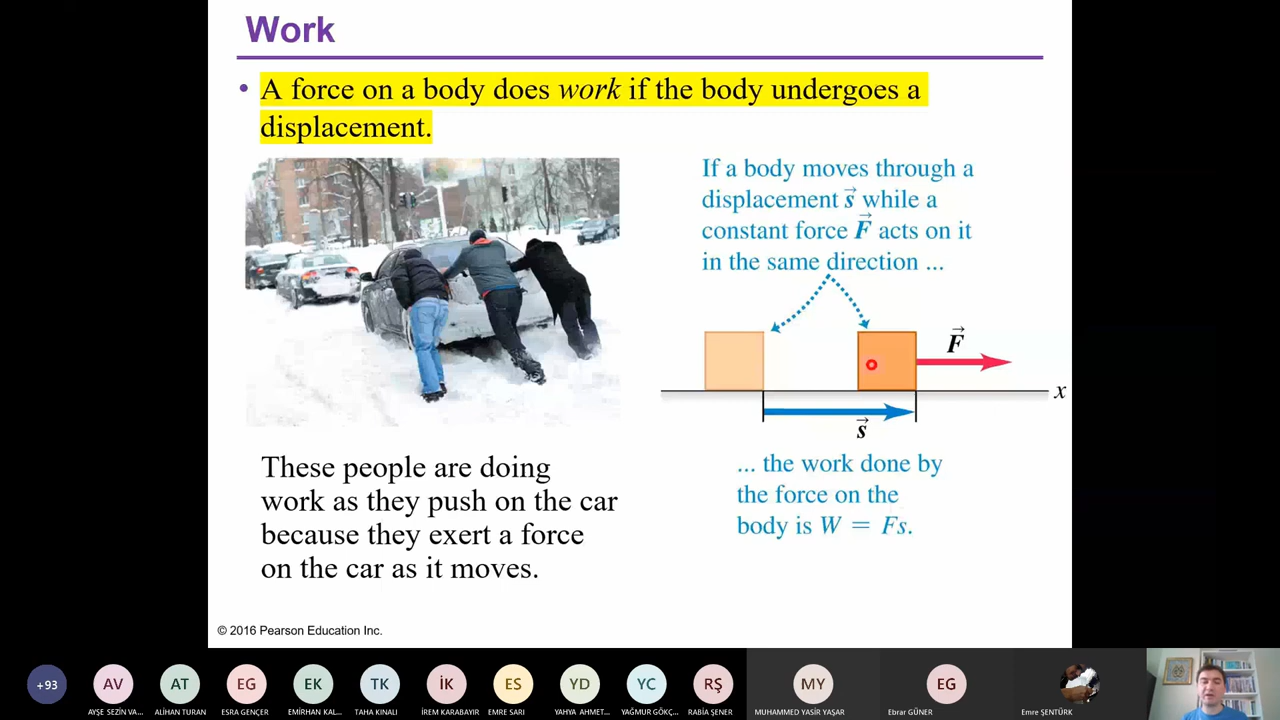 Work
• A force on a body does work if the body undergoes a
displacement.
If a body moves through a
displacement s⃗ while a
constant force F⃗ acts on it
in the same direction ...
F⃗
x
s⃗
... the work done by
the force on the
body is W = Fs.
These people are doing
work as they push on the car
because they exert a force
on the car as it moves.
© 2016 Pearson Education Inc.
+93
AV
AT
EG
EK
TK
İK
ES
YD
YC
RŞ
MY
EG
AYŞE SEZİN VA...
ALİHAN TURAN
ESRA GENÇER
EMİRHAN KAL...
TAHA KINALI
İREM KARABAYIR
EMRE SARI
YAHYA AHMET...
YAĞMUR GÖKÇ...
RABİA ŞENER
MUHAMMED YASİR YAŞAR
Ebrar GÜNER
Emre ŞENTÜRK